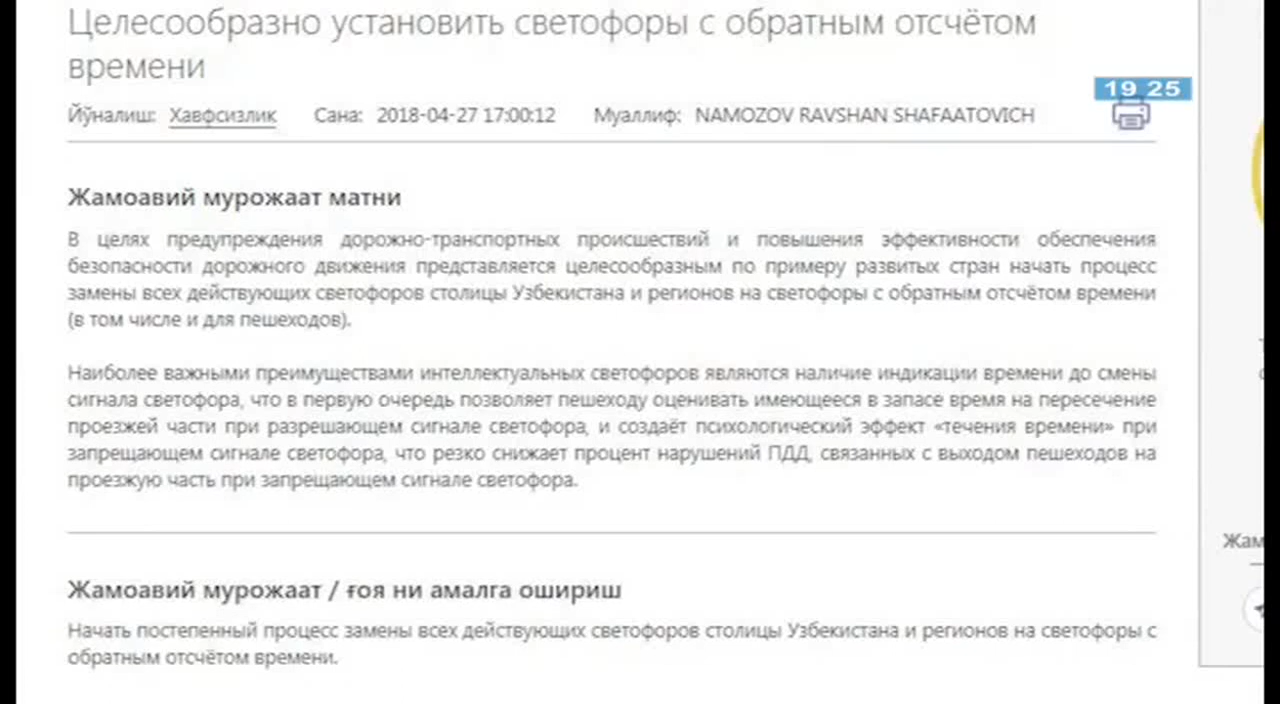 Целесообразно установить светофоры с обратным отсчётом
времени
19 25
Йўналиш: Хавфсизлик Сана: 2018-04-27 17:00:12 Муаллиф: NAMOZOV RAVSHAN SHAFAATOVICH
Жамоавий мурожаат матни
В целях предупреждения дорожно-транспортных происшествий и повышения эффективности обеспечения
безопасности дорожного движения представляется целесообразным по примеру развитых стран начать процесс
замены всех действующих светофоров столицы Узбекистана и регионов на светофоры с обратным отсчётом времени
(в том числе и для пешеходов).
Наиболее важными преимуществами интеллектуальных светофоров являются наличие индикации времени до смены
сигнала светофора, что в первую очередь позволяет пешеходу оценивать имеющееся в запасе время на пересечение
проезжей части при разрешающем сигнале светофора, и создаёт психологический эффект «течения времени» при
запрещающем сигнале светофора, что резко снижает процент нарушений ПДД, связанных с выходом пешеходов на
проезжую часть при запрещающем сигнале светофора.
Жам
Жамоавий мурожаат / ғоя ни амалга ошириш
Начать постепенный процесс замены всех действующих светофоров столицы Узбекистана и регионов на светофоры с
обратным отсчётом времени.